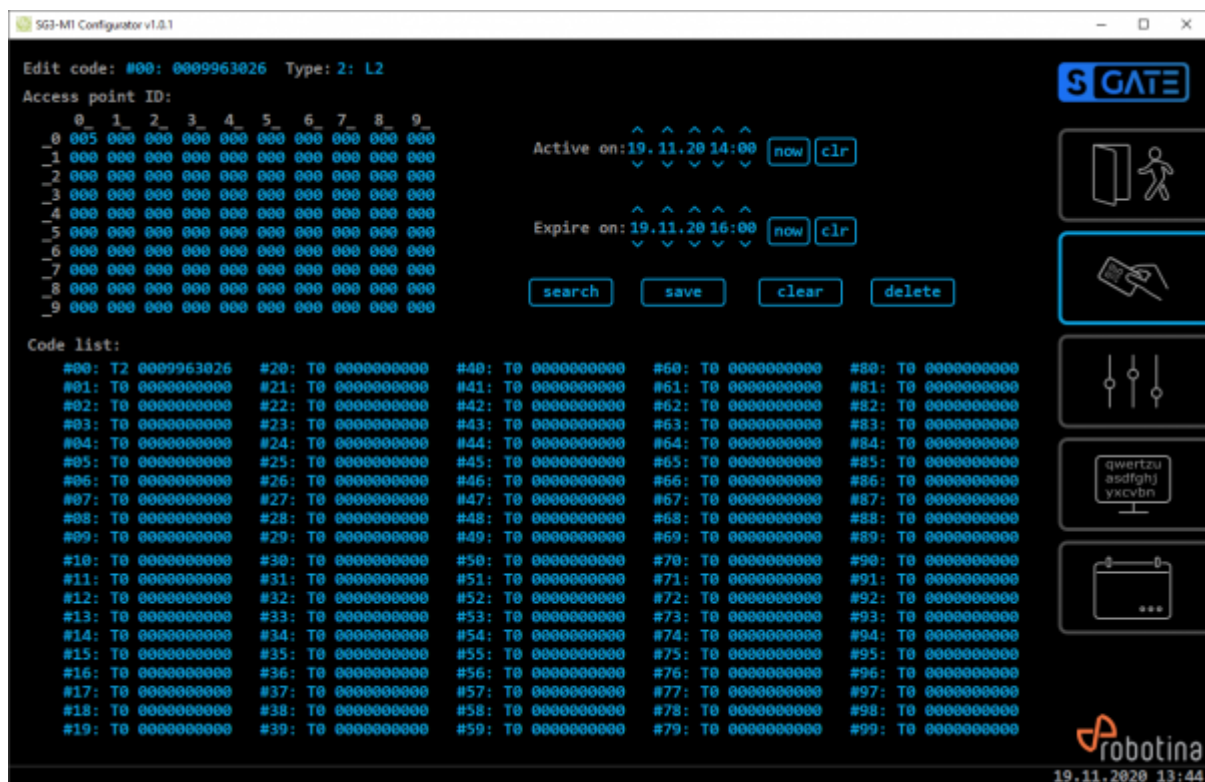 SG3-M1 Configurator v1.0.1
Edit code: #00: 0009963026 Type: 2: L2
S GATE
Access point ID:
0_ 1_ 2_ 3_ 4_ 5_ 6_ 7_ 8_ 9_
_0 005 000 000 000 000 000 000 000 000 000
_1 000 000 000 000 000 000 000 000 000 000
_2 000 000 000 000 000 000 000 000 000 000
_3 000 000 000 000 000 000 000 000 000 000
_4 000 000 000 000 000 000 000 000 000 000
_5 000 000 000 000 000 000 000 000 000 000
_6 000 000 000 000 000 000 000 000 000 000
_7 000 000 000 000 000 000 000 000 000 000
_8 000 000 000 000 000 000 000 000 000 000
_9 000 000 000 000 000 000 000 000 000 000
Active on: 19.11.20 14:00 now clr
Expire on: 19.11.20 16:00 now clr
search save clear delete
Code list:
#00: T2 0009963026 #20: T0 0000000000 #40: T0 0000000000 #60: T0 0000000000 #80: T0 0000000000
#01: T0 0000000000 #21: T0 0000000000 #41: T0 0000000000 #61: T0 0000000000 #81: T0 0000000000
#02: T0 0000000000 #22: T0 0000000000 #42: T0 0000000000 #62: T0 0000000000 #82: T0 0000000000
#03: T0 0000000000 #23: T0 0000000000 #43: T0 0000000000 #63: T0 0000000000 #83: T0 0000000000
#04: T0 0000000000 #24: T0 0000000000 #44: T0 0000000000 #64: T0 0000000000 #84: T0 0000000000
#05: T0 0000000000 #25: T0 0000000000 #45: T0 0000000000 #65: T0 0000000000 #85: T0 0000000000
#06: T0 0000000000 #26: T0 0000000000 #46: T0 0000000000 #66: T0 0000000000 #86: T0 0000000000
#07: T0 0000000000 #27: T0 0000000000 #47: T0 0000000000 #67: T0 0000000000 #87: T0 0000000000
#08: T0 0000000000 #28: T0 0000000000 #48: T0 0000000000 #68: T0 0000000000 #88: T0 0000000000
#09: T0 0000000000 #29: T0 0000000000 #49: T0 0000000000 #69: T0 0000000000 #89: T0 0000000000
#10: T0 0000000000 #30: T0 0000000000 #50: T0 0000000000 #70: T0 0000000000 #90: T0 0000000000
#11: T0 0000000000 #31: T0 0000000000 #51: T0 0000000000 #71: T0 0000000000 #91: T0 0000000000
#12: T0 0000000000 #32: T0 0000000000 #52: T0 0000000000 #72: T0 0000000000 #92: T0 0000000000
#13: T0 0000000000 #33: T0 0000000000 #53: T0 0000000000 #73: T0 0000000000 #93: T0 0000000000
#14: T0 0000000000 #34: T0 0000000000 #54: T0 0000000000 #74: T0 0000000000 #94: T0 0000000000
#15: T0 0000000000 #35: T0 0000000000 #55: T0 0000000000 #75: T0 0000000000 #95: T0 0000000000
#16: T0 0000000000 #36: T0 0000000000 #56: T0 0000000000 #76: T0 0000000000 #96: T0 0000000000
#17: T0 0000000000 #37: T0 0000000000 #57: T0 0000000000 #77: T0 0000000000 #97: T0 0000000000
#18: T0 0000000000 #38: T0 0000000000 #58: T0 0000000000 #78: T0 0000000000 #98: T0 0000000000
#19: T0 0000000000 #39: T0 0000000000 #59: T0 0000000000 #79: T0 0000000000 #99: T0 0000000000
qwertzu
asdfghj
yxcvbn
robotina
19.11.2020 13:44